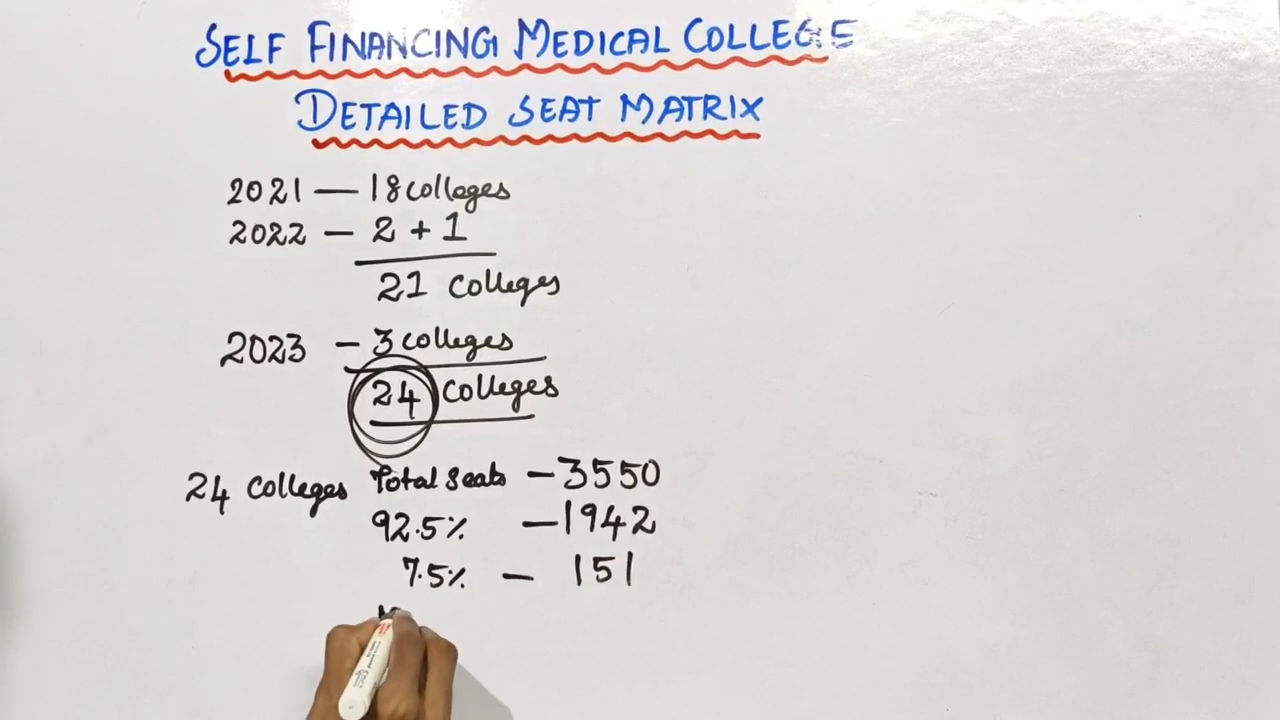 SELF FINANCING MEDICAL COLLEGE
DETAILED SEAT MATRIX
2021 — 18 colleges
2022 — 2 + 1
21 colleges
2023 - 3 colleges
24 colleges
24 colleges Total seats - 3550
92.5% - 1942
7.5% - 151